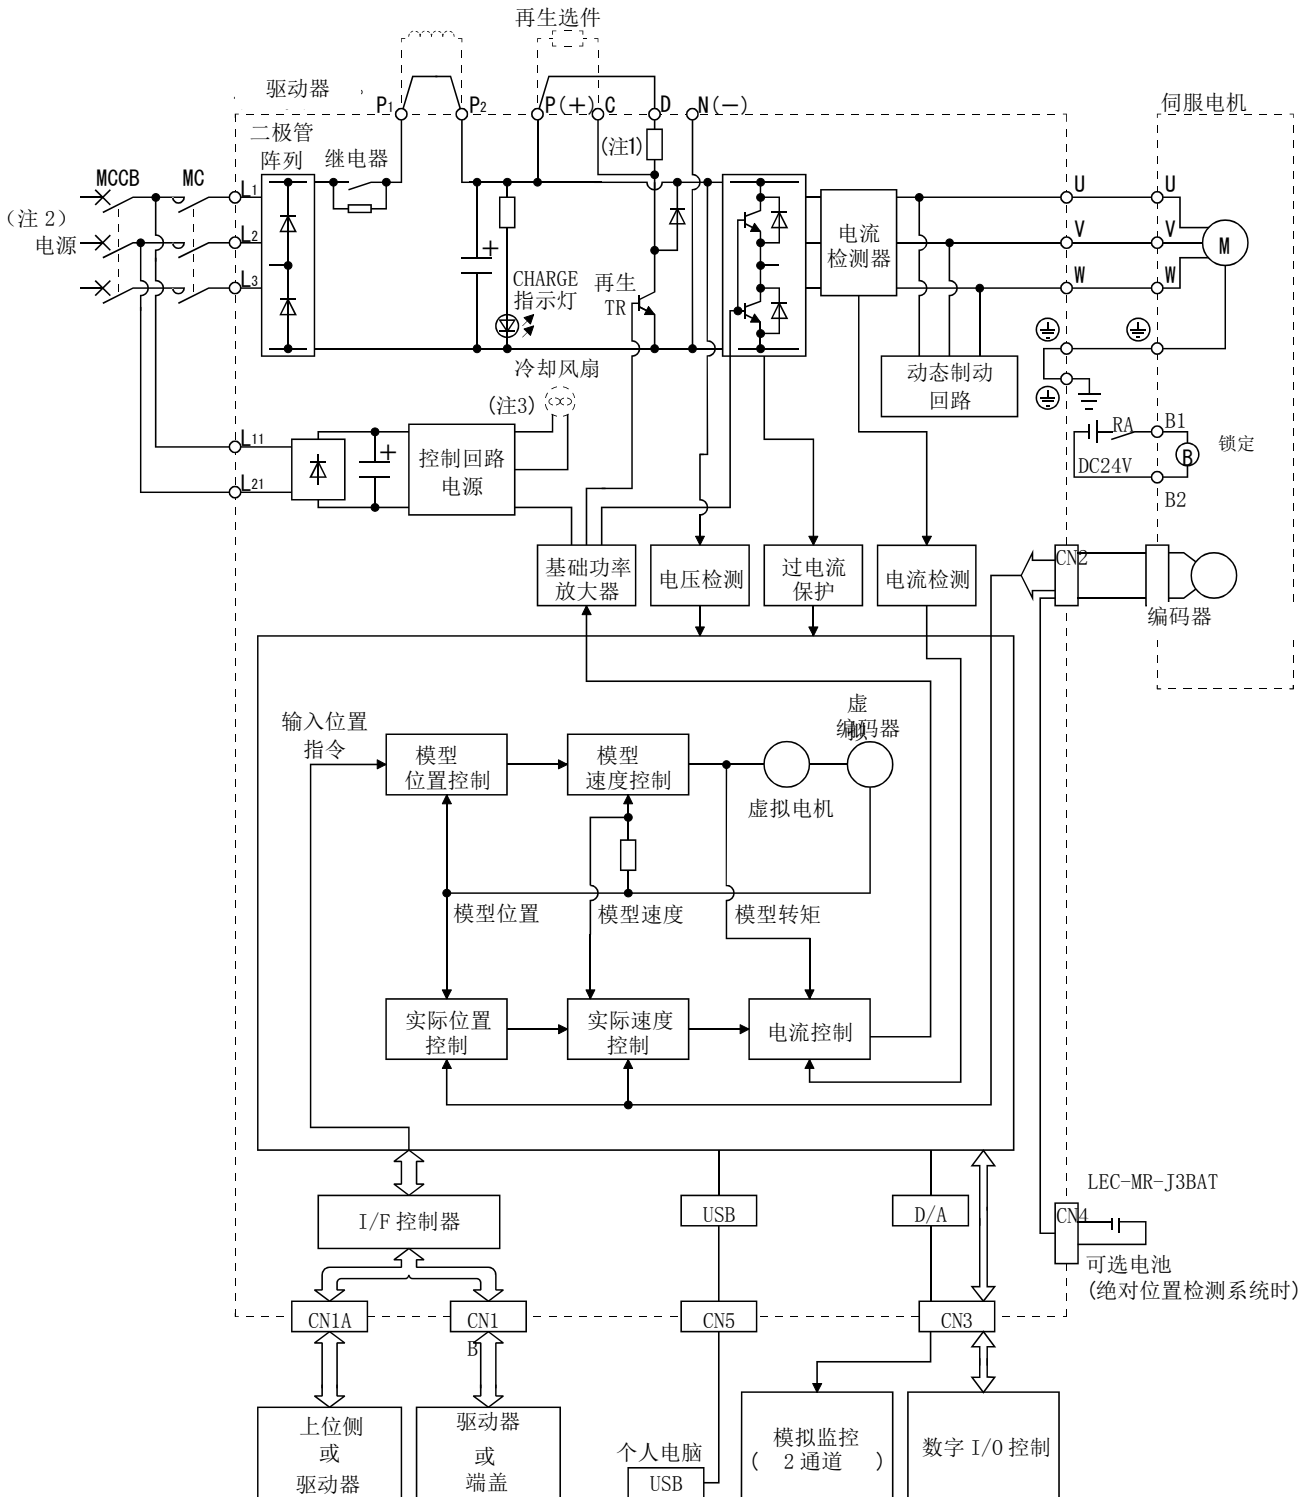 再生选件
驱动器
P1
P2
P(+)
C
D
N(−)
伺服电机
二极管
阵列
继电器
(注1)
MCCB
MC
L1
U
U
（注 2）
电源
L2
电流
检测器
V
V
M
L3
CHARGE
指示灯
再生
TR
W
W
冷却风扇
(注3)
动态制动
回路
L11
控制回路
电源
RA
B1
锁定
DC24V
B
L21
B2
基础功率
放大器
电压检测
过电流
保护
电流检测
CN2
编码器
输入位置
指令
模型
位置控制
模型
速度控制
虚
拟
编码器
虚拟电机
模型位置
模型速度
模型转矩
实际位置
控制
实际速度
控制
电流控制
LEC-MR-J3BAT
I/F 控制器
USB
D/A
CN4
可选电池
(绝对位置检测系统时)
CN1A
CN1
B
CN5
CN3
上位侧
或
驱动器
驱动器
或
端盖
个人电脑
USB
模拟监控
( 2 通道 )
数字 I/O 控制